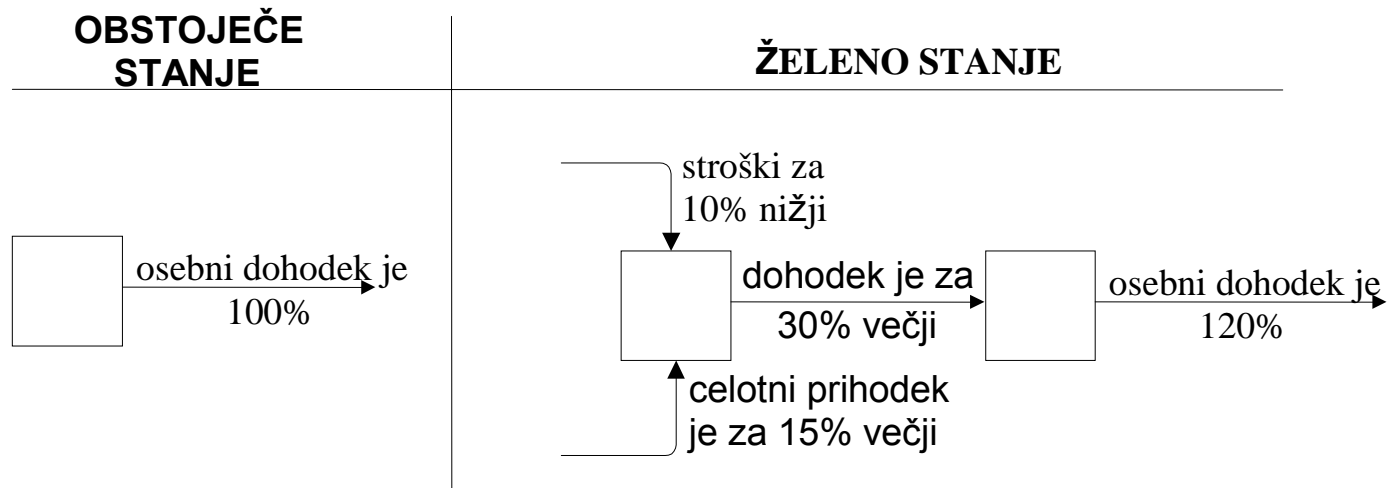 OBSTOJEČE
STANJE
ŽELENO STANJE
osebni dohodek je
100%
stroški za
10% nižji
dohodek je za
30% večji
celotni prihodek
je za 15% večji
osebni dohodek je
120%